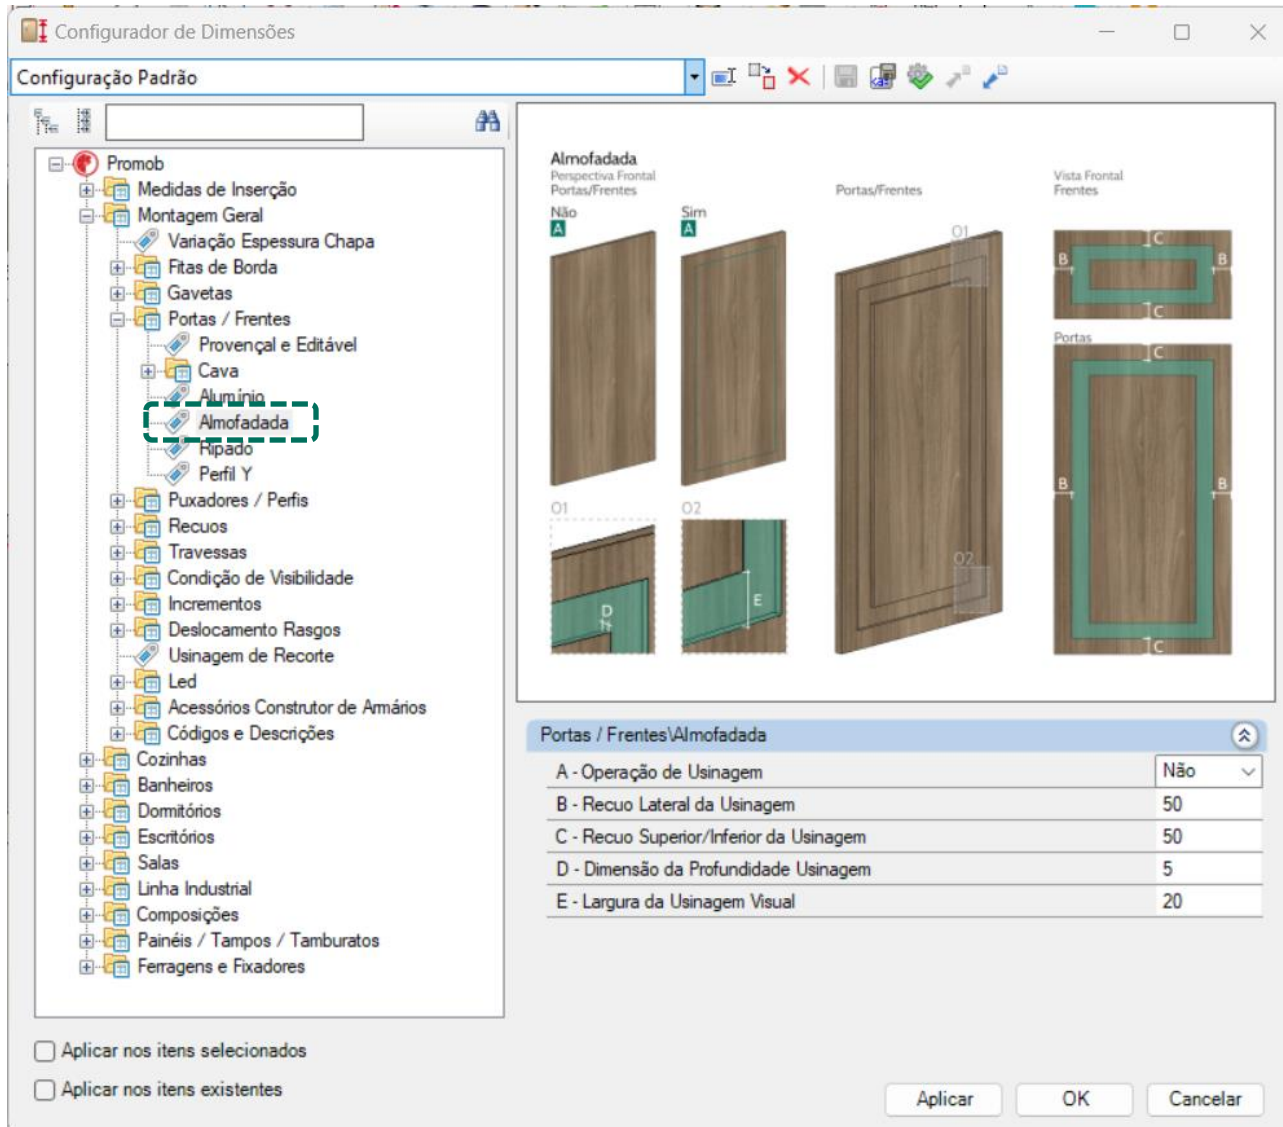 Configurador de Dimensões
Configuração Padrão
Promob
Medidas de Inserção
Montagem Geral
Variação Espessura Chapa
Fitas de Borda
Gavetas
Portas / Frentes
Provençal e Editável
Cava
Alumínio
Almofadada
Ripado
Perfil Y
Puxadores / Perfis
Recuos
Travessas
Condição de Visibilidade
Incrementos
Deslocamento Rasgos
Usinagem de Recorte
Led
Acessórios Construtor de Armários
Códigos e Descrições
Cozinhas
Banheiros
Dormitórios
Escritórios
Salas
Linha Industrial
Composições
Painéis / Tampos / Tamburatos
Ferragens e Fixadores
Almofadada
Perspectiva Frontal
Portas/Frentes
Não
A
Sim
A
Portas/Frentes
O1
O2
Vista Frontal
Frentes
C
B
B
C
Portas
C
B
B
C
O1
D
O2
E
Portas / Frentes\Almofadada
A - Operação de Usinagem Não
B - Recuo Lateral da Usinagem 50
C - Recuo Superior/Inferior da Usinagem 50
D - Dimensão da Profundidade Usinagem 5
E - Largura da Usinagem Visual 20
Aplicar nos itens selecionados
Aplicar nos itens existentes
Aplicar
OK
Cancelar